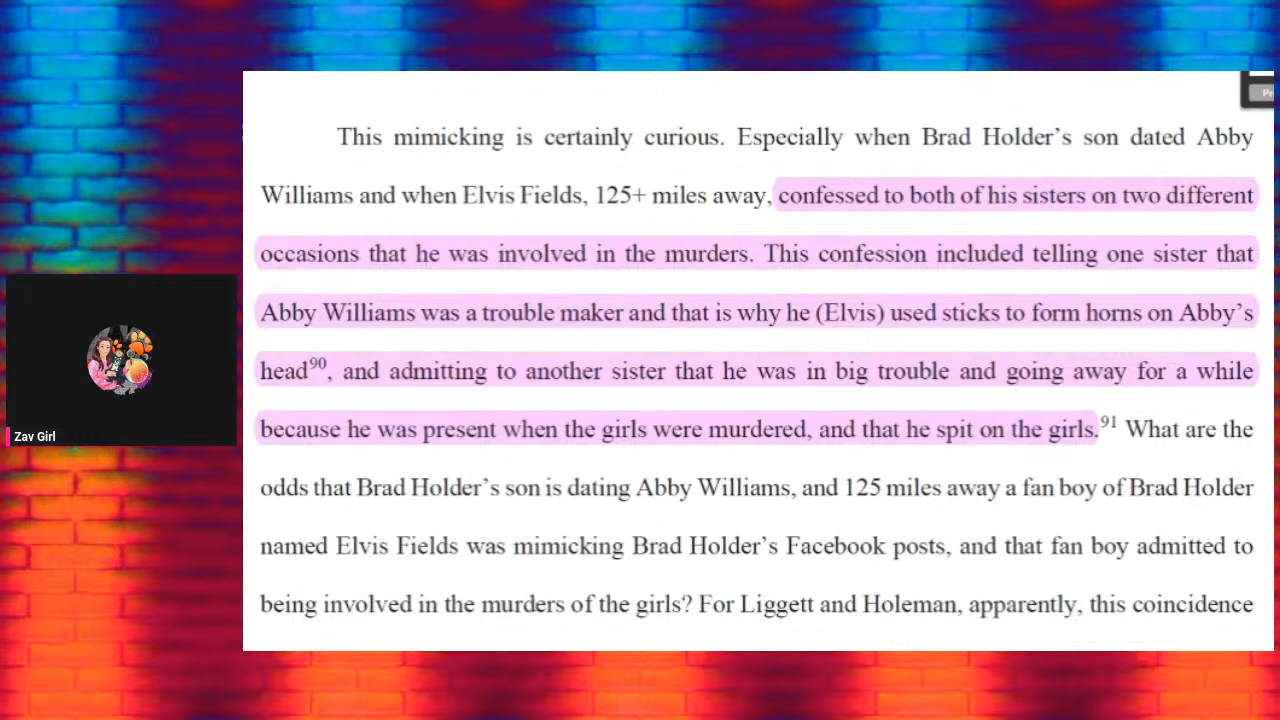 This mimicking is certainly curious. Especially when Brad Holder’s son dated Abby
Williams and when Elvis Fields, 125+ miles away, confessed to both of his sisters on two different
occasions that he was involved in the murders. This confession included telling one sister that
Abby Williams was a trouble maker and that is why he (Elvis) used sticks to form horns on Abby’s
head⁹⁰, and admitting to another sister that he was in big trouble and going away for a while
because he was present when the girls were murdered, and that he spit on the girls.⁹¹ What are the
odds that Brad Holder’s son is dating Abby Williams, and 125 miles away a fan boy of Brad Holder
named Elvis Fields was mimicking Brad Holder’s Facebook posts, and that fan boy admitted to
being involved in the murders of the girls? For Liggett and Holeman, apparently, this coincidence
Zav Girl